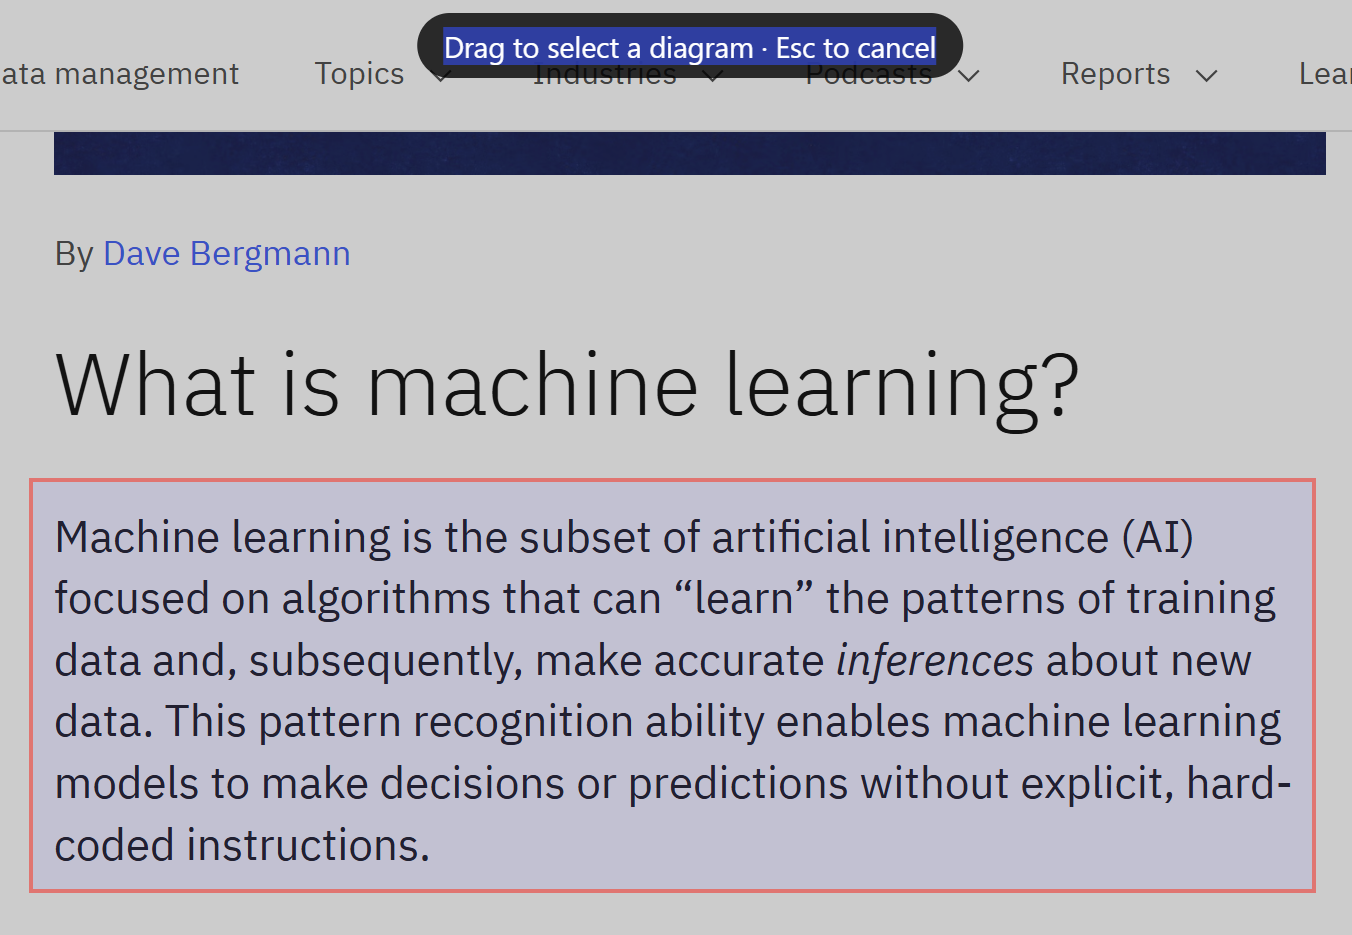 Drag to select a diagram · Esc to cancel
ata management Topics Industries Podcasts Reports Lear
By Dave Bergmann
What is machine learning?
Machine learning is the subset of artificial intelligence (AI)
focused on algorithms that can “learn” the patterns of training
data and, subsequently, make accurate inferences about new
data. This pattern recognition ability enables machine learning
models to make decisions or predictions without explicit, hard-
coded instructions.